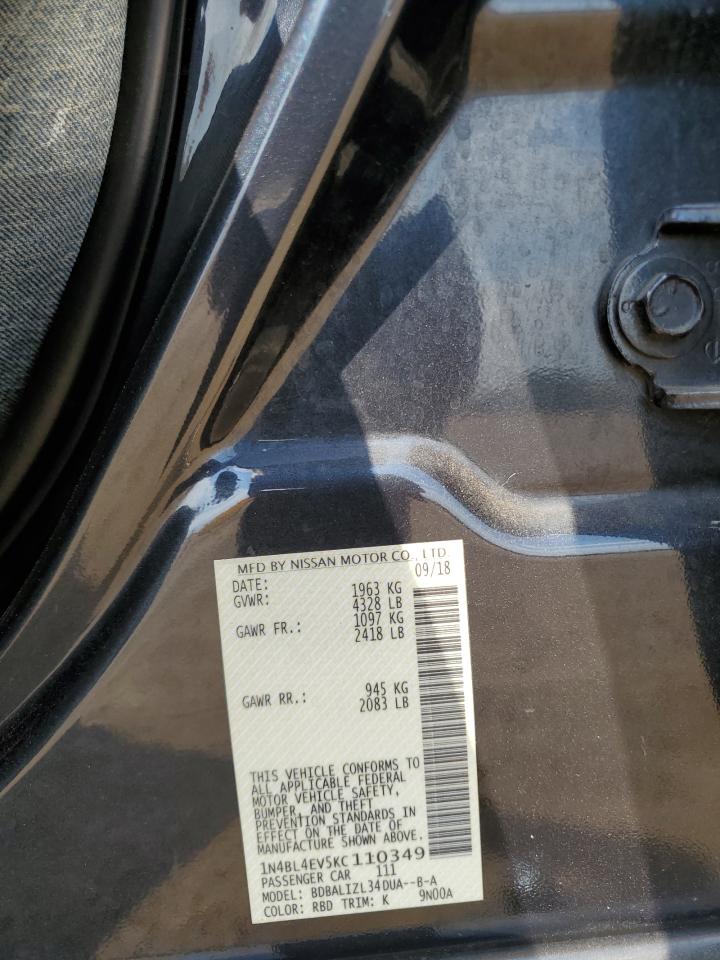 MFD BY NISSAN MOTOR CO., LTD.
DATE: 09/18
GVWR: 1963 KG
4328 LB
GAWR FR.: 1097 KG
2418 LB
GAWR RR.: 945 KG
2083 LB
THIS VEHICLE CONFORMS TO
ALL APPLICABLE FEDERAL
MOTOR VEHICLE SAFETY,
BUMPER, AND THEFT
PREVENTION STANDARDS IN
EFFECT ON THE DATE OF
MANUFACTURE SHOWN ABOVE.
1N4BL4EV5KC110349
PASSENGER CAR 111
MODEL: BDBALIZL34DUA--B-A
COLOR: RBD TRIM: K 9N00A